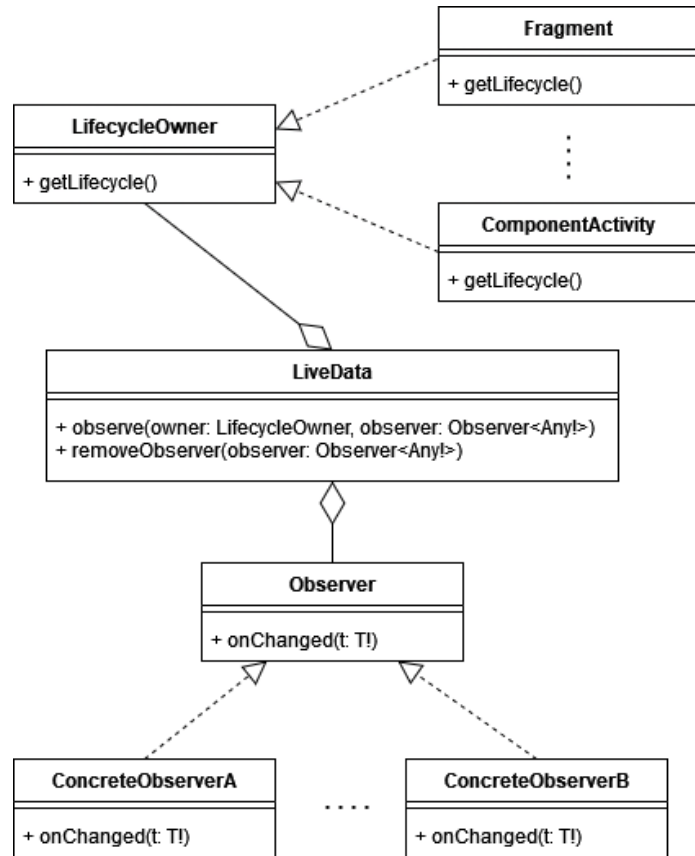 Fragment
+ getLifecycle()
LifecycleOwner
+ getLifecycle()
ComponentActivity
+ getLifecycle()
LiveData
+ observe(owner: LifecycleOwner, observer: Observer<Any!>)
+ removeObserver(observer: Observer<Any!>)
Observer
+ onChanged(t: T!)
ConcreteObserverA
+ onChanged(t: T!)
ConcreteObserverB
+ onChanged(t: T!)